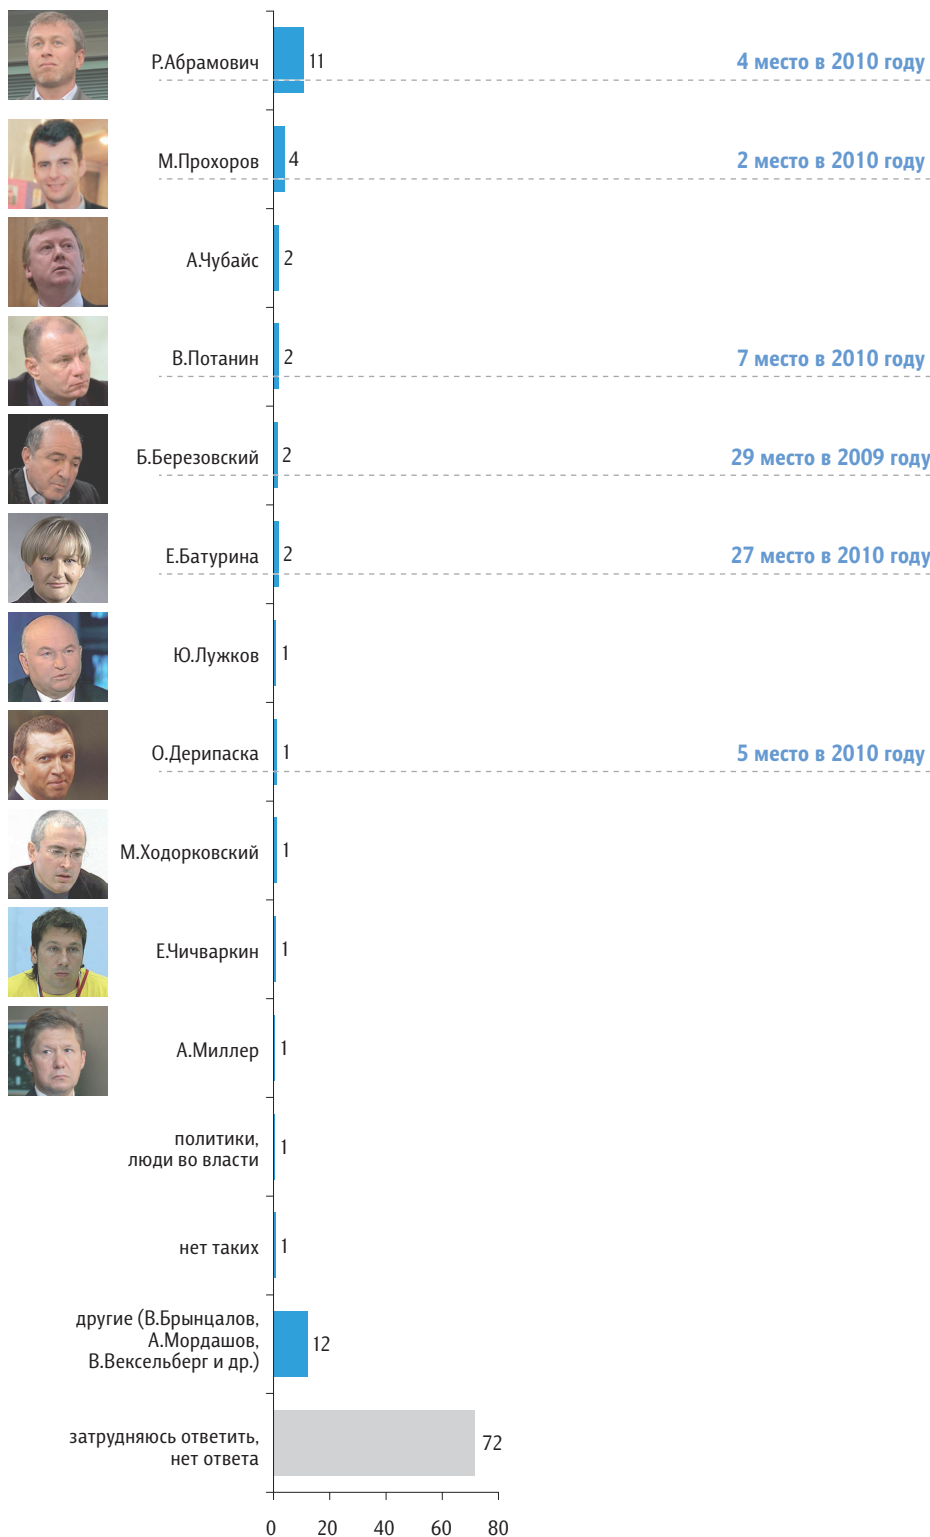 Р.Абрамович 11 4 место в 2010 году
М.Прохоров 4 2 место в 2010 году
А.Чубайс 2
В.Потанин 2 7 место в 2010 году
Б.Березовский 2 29 место в 2009 году
Е.Батурина 2 27 место в 2010 году
Ю.Лужков 1
О.Дерипаска 1 5 место в 2010 году
М.Ходорковский 1
Е.Чичваркин 1
А.Миллер 1
политики,
люди во власти 1
нет таких 1
другие (В.Брынцалов,
А.Мордашов, 12
В.Вексельберг и др.)
затрудняюсь ответить, 72
нет ответа
0 20 40 60 80